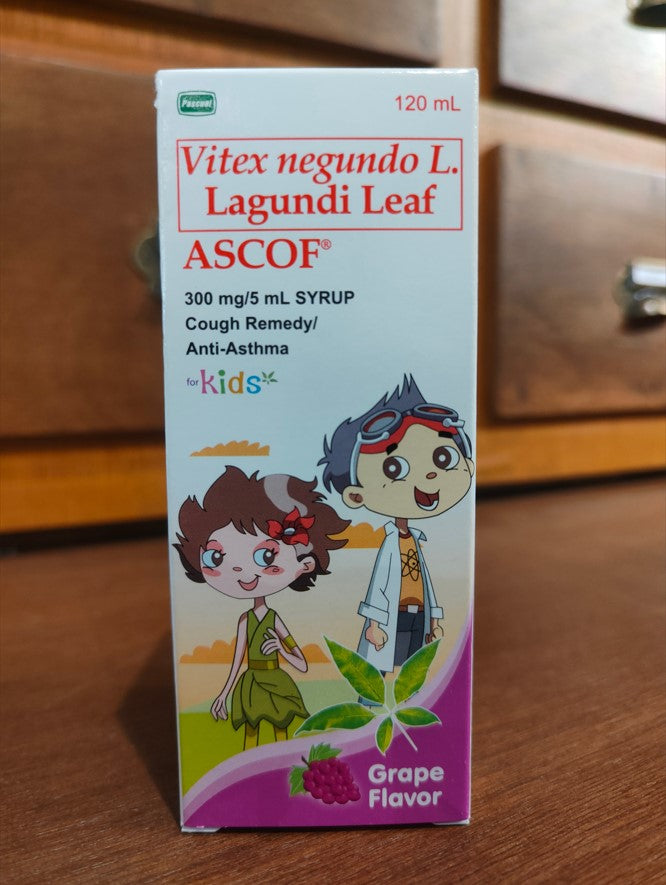 Pascual
120 mL
Vitex negundo L.
Lagundi Leaf
ASCOF®
300 mg/5 mL SYRUP
Cough Remedy/
Anti-Asthma
for kids
Grape
Flavor